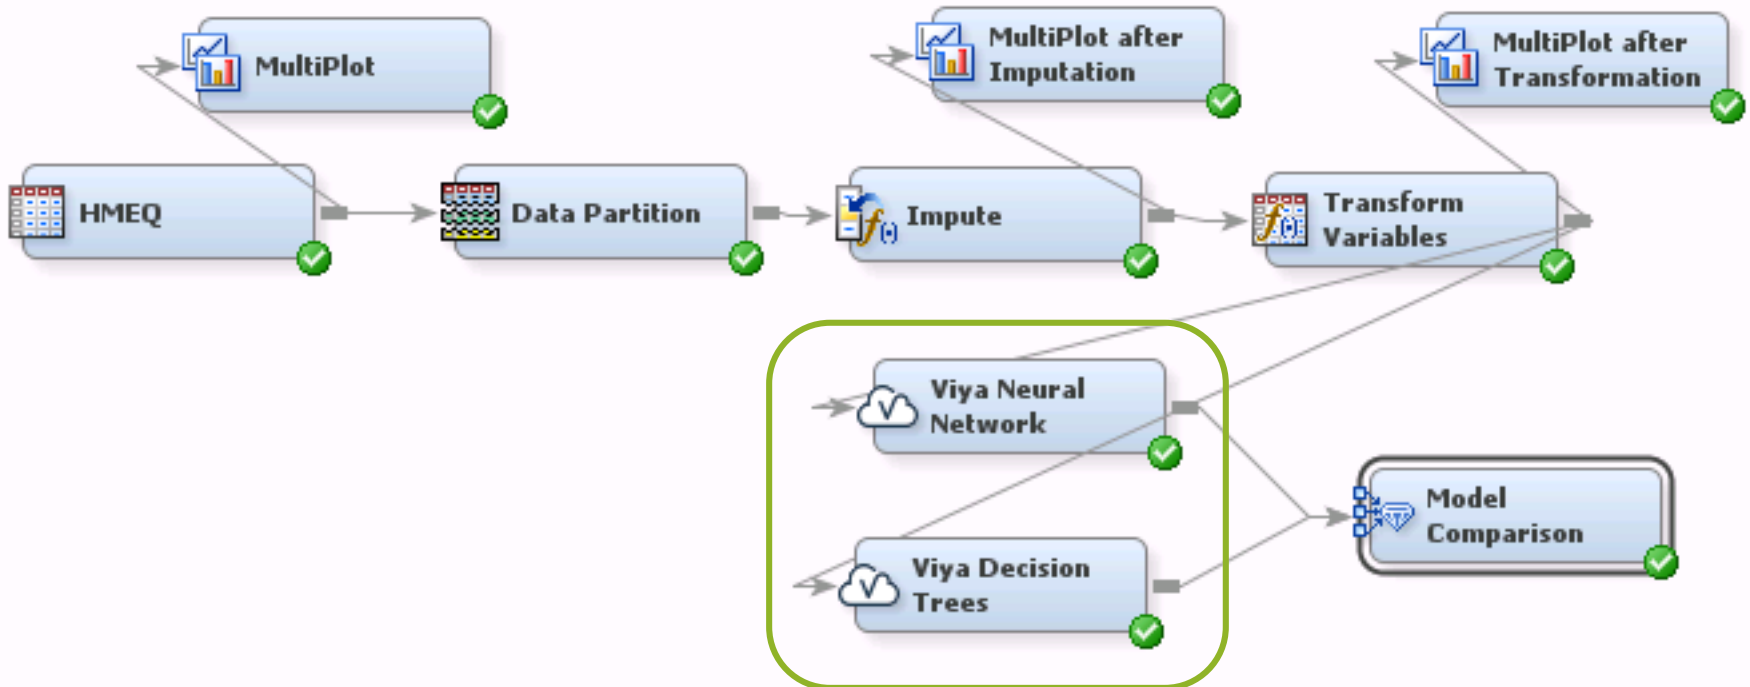 MultiPlot
MultiPlot after
Imputation
MultiPlot after
Transformation
HMEQ
Data Partition
Impute
Transform
Variables
Viya Neural
Network
Model
Comparison
Viya Decision
Trees